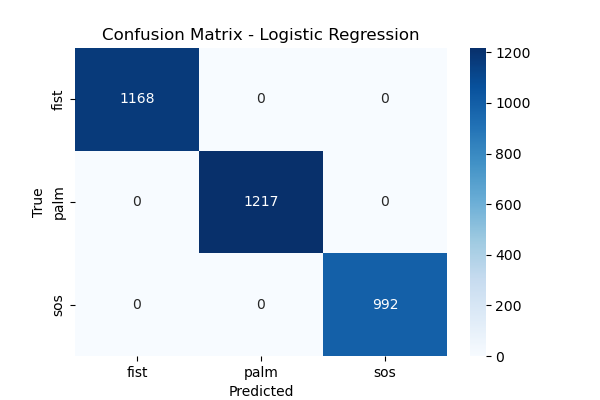 Confusion Matrix - Logistic Regression
fist 1168 0 0
palm 0 1217 0
sos 0 0 992
True
fist palm sos
Predicted
1200
1000
800
600
400
200
0